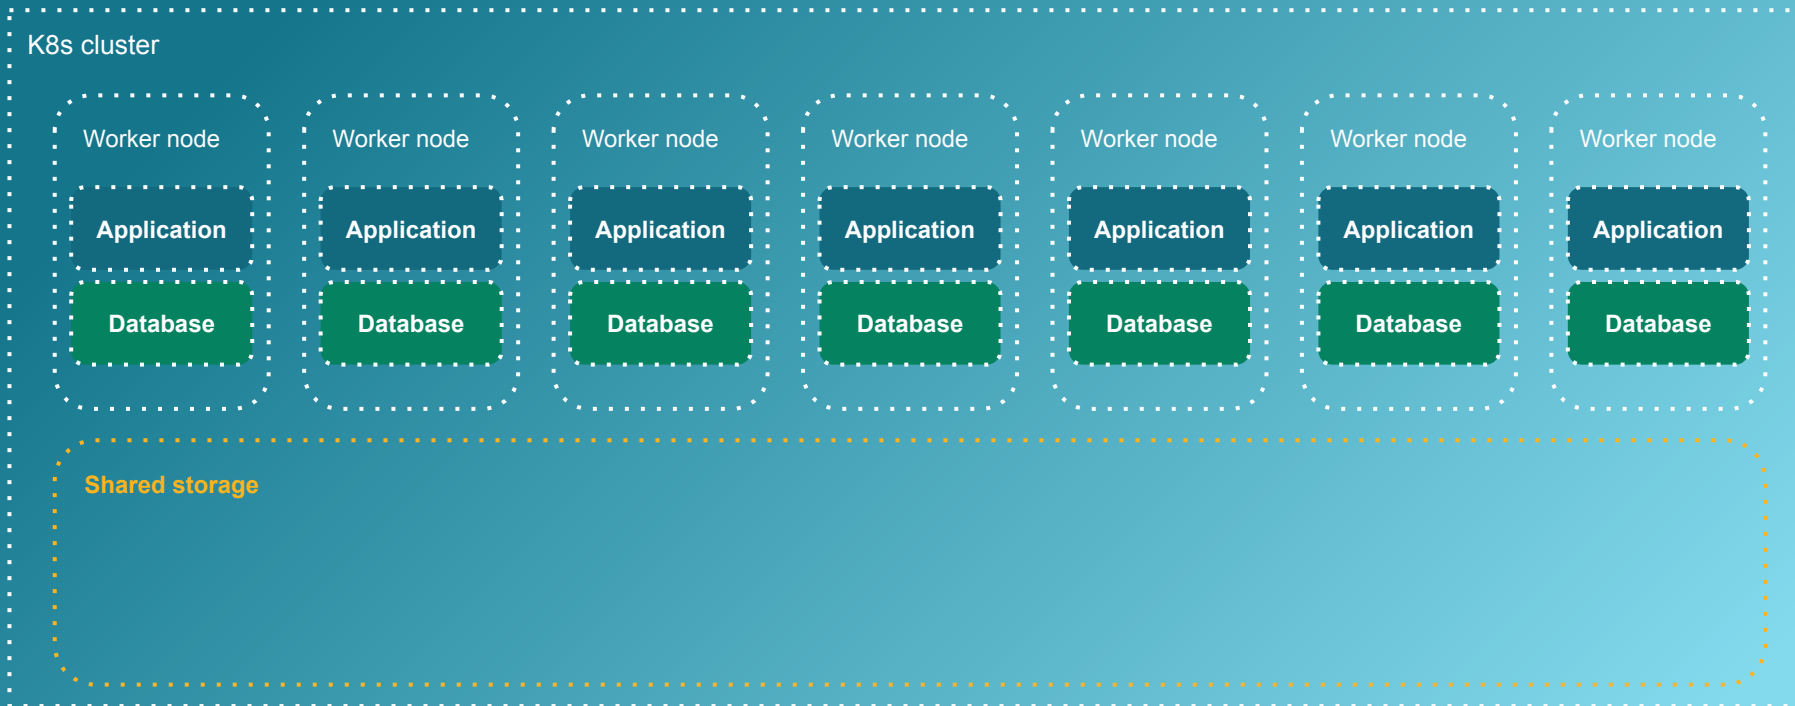 K8s cluster
Worker node Worker node Worker node Worker node Worker node Worker node Worker node
Application Application Application Application Application Application Application
Database Database Database Database Database Database Database
Shared storage